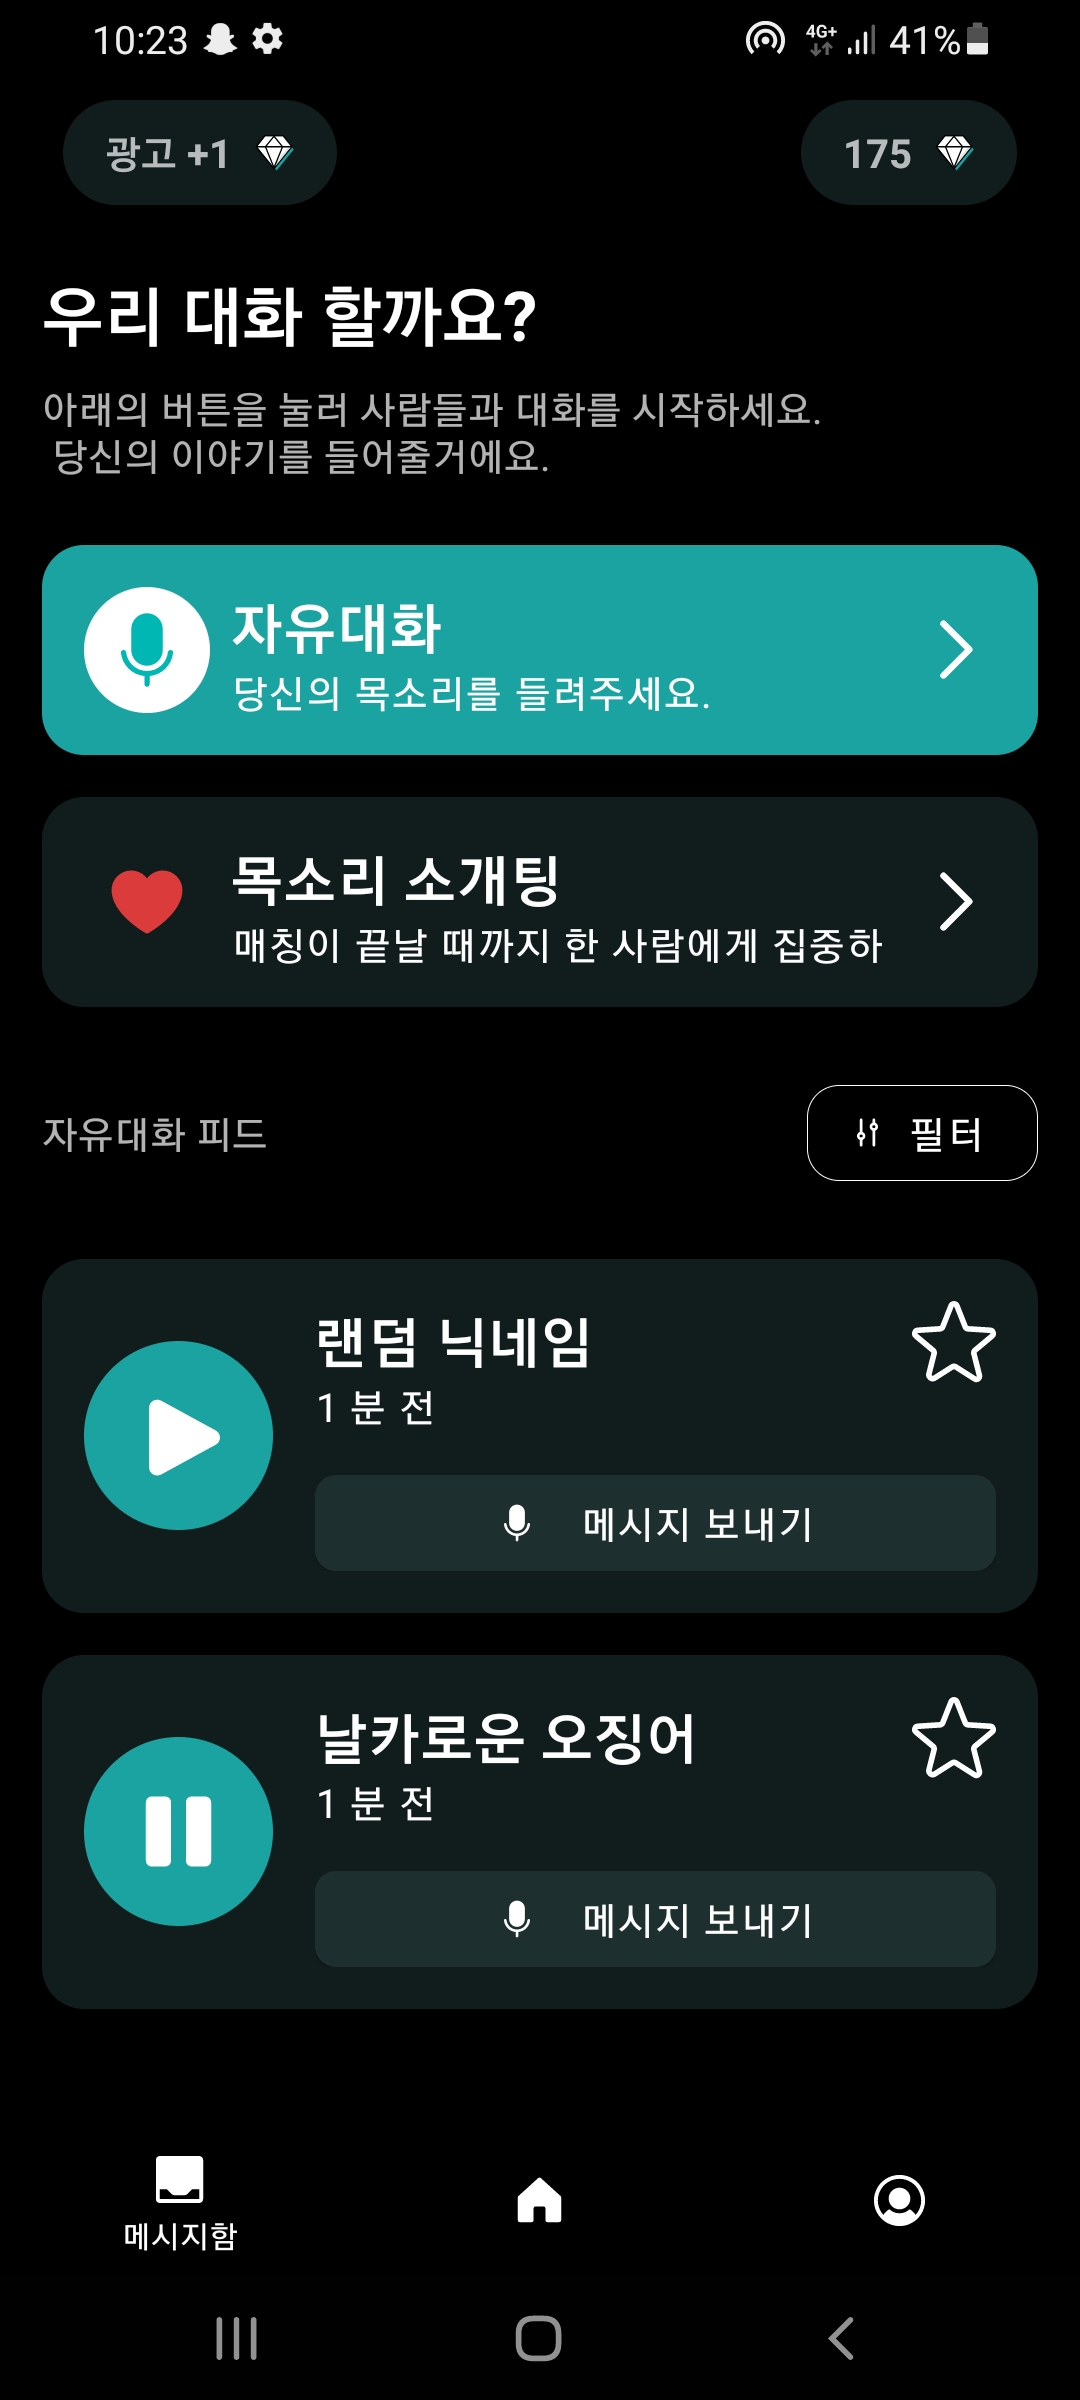 10:23
4G+
41%
광고 +1
175
우리 대화 할까요?
아래의 버튼을 눌러 사람들과 대화를 시작하세요.
당신의 이야기를 들어줄거에요.
자유대화
당신의 목소리를 들려주세요.
목소리 소개팅
매칭이 끝날 때까지 한 사람에게 집중하
자유대화 피드
필터
랜덤 닉네임
1 분 전
메시지 보내기
날카로운 오징어
1 분 전
메시지 보내기
메시지함